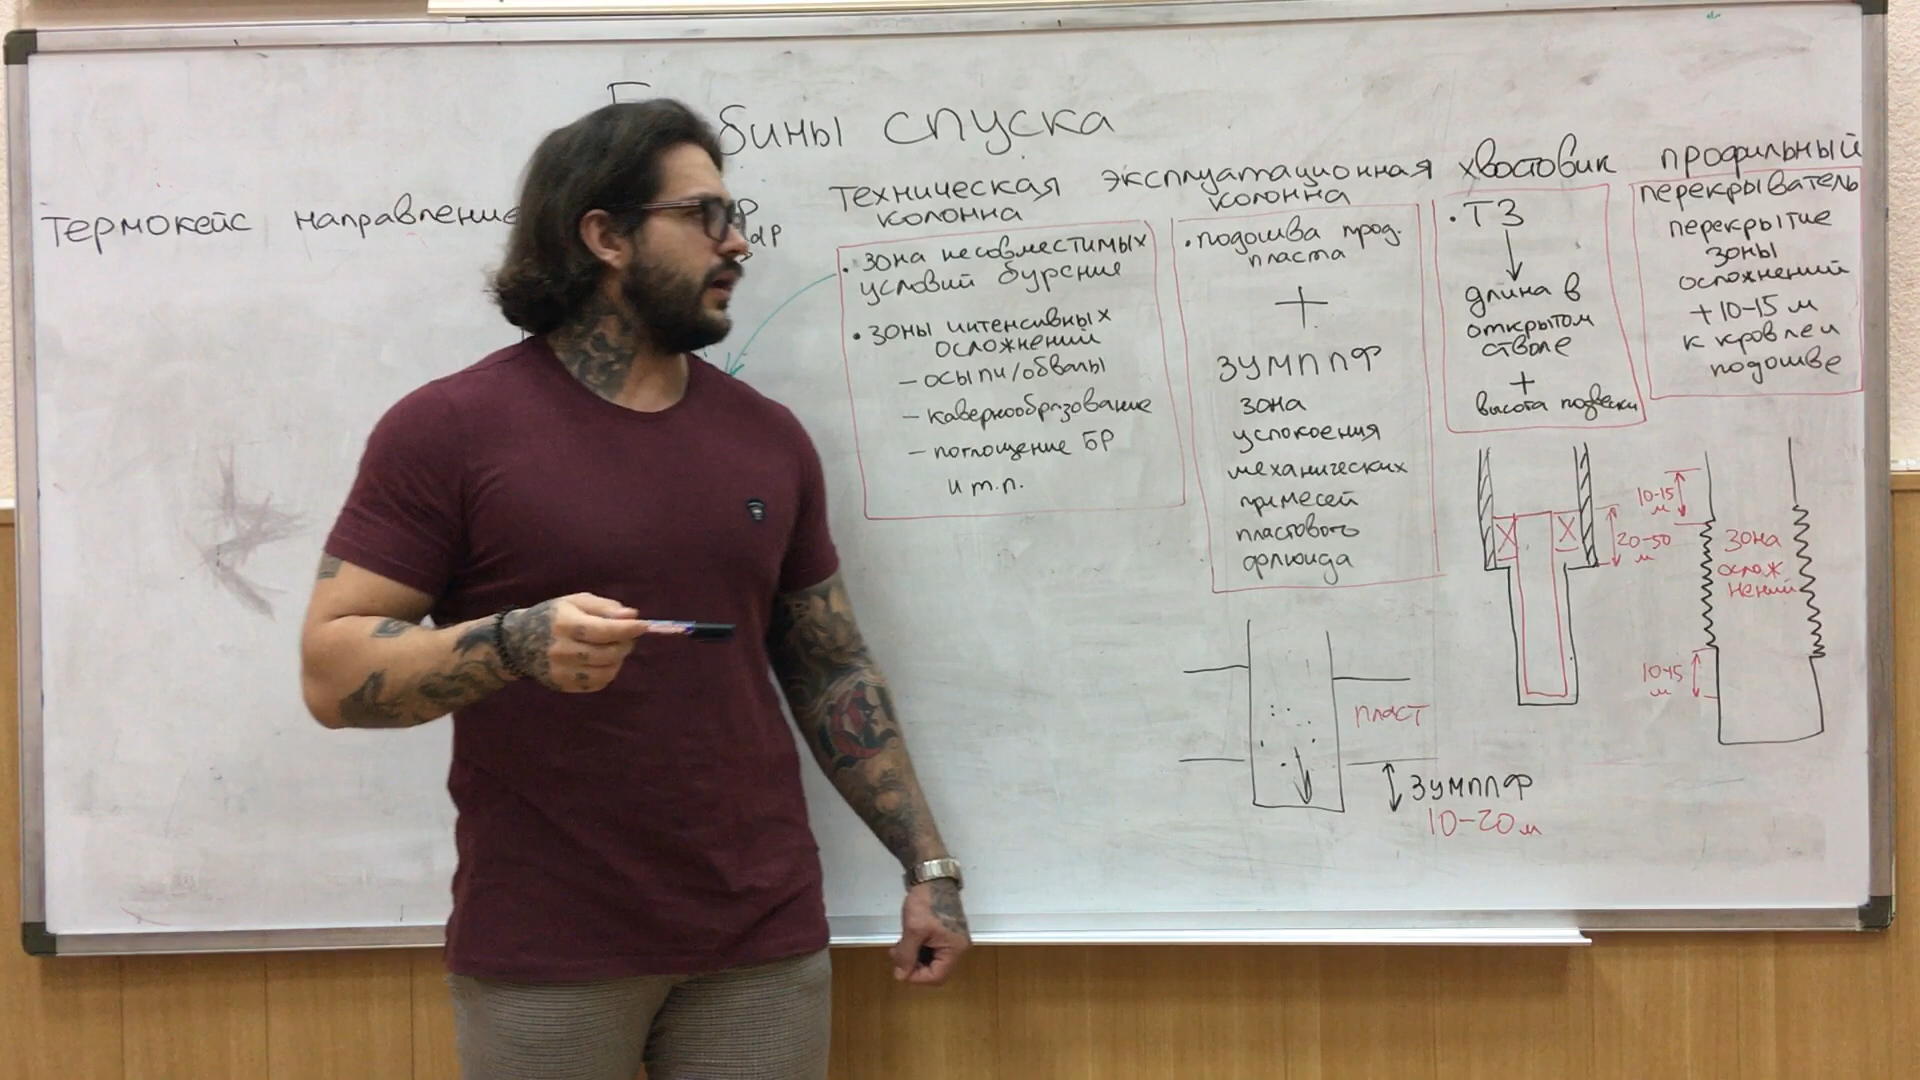 бины спуска
термокейс направление
техническая
колонна
• зона несовместимых
условий бурение
• зоны интенсивных
осложнений
– осыпи/обвалы
– кавернообразование
– поглощение БР
и т.п.
эксплуатационная
колонна
• подошва прод.
пласта
+
ЗУМППФ
зона
успокоения
механических
примесей
пластового
флюида
пласт
ЗУМППФ
10-20 м
хвостовик
• ТЗ
длина в
открытом
стволе
+
высота подвески
20-50
м
профильный
перекрыватель
перекрытие
зоны
осложнений
+10-15 м
к кровле и
подошве
10-15
м
зона
ослож
нений
10-15
м